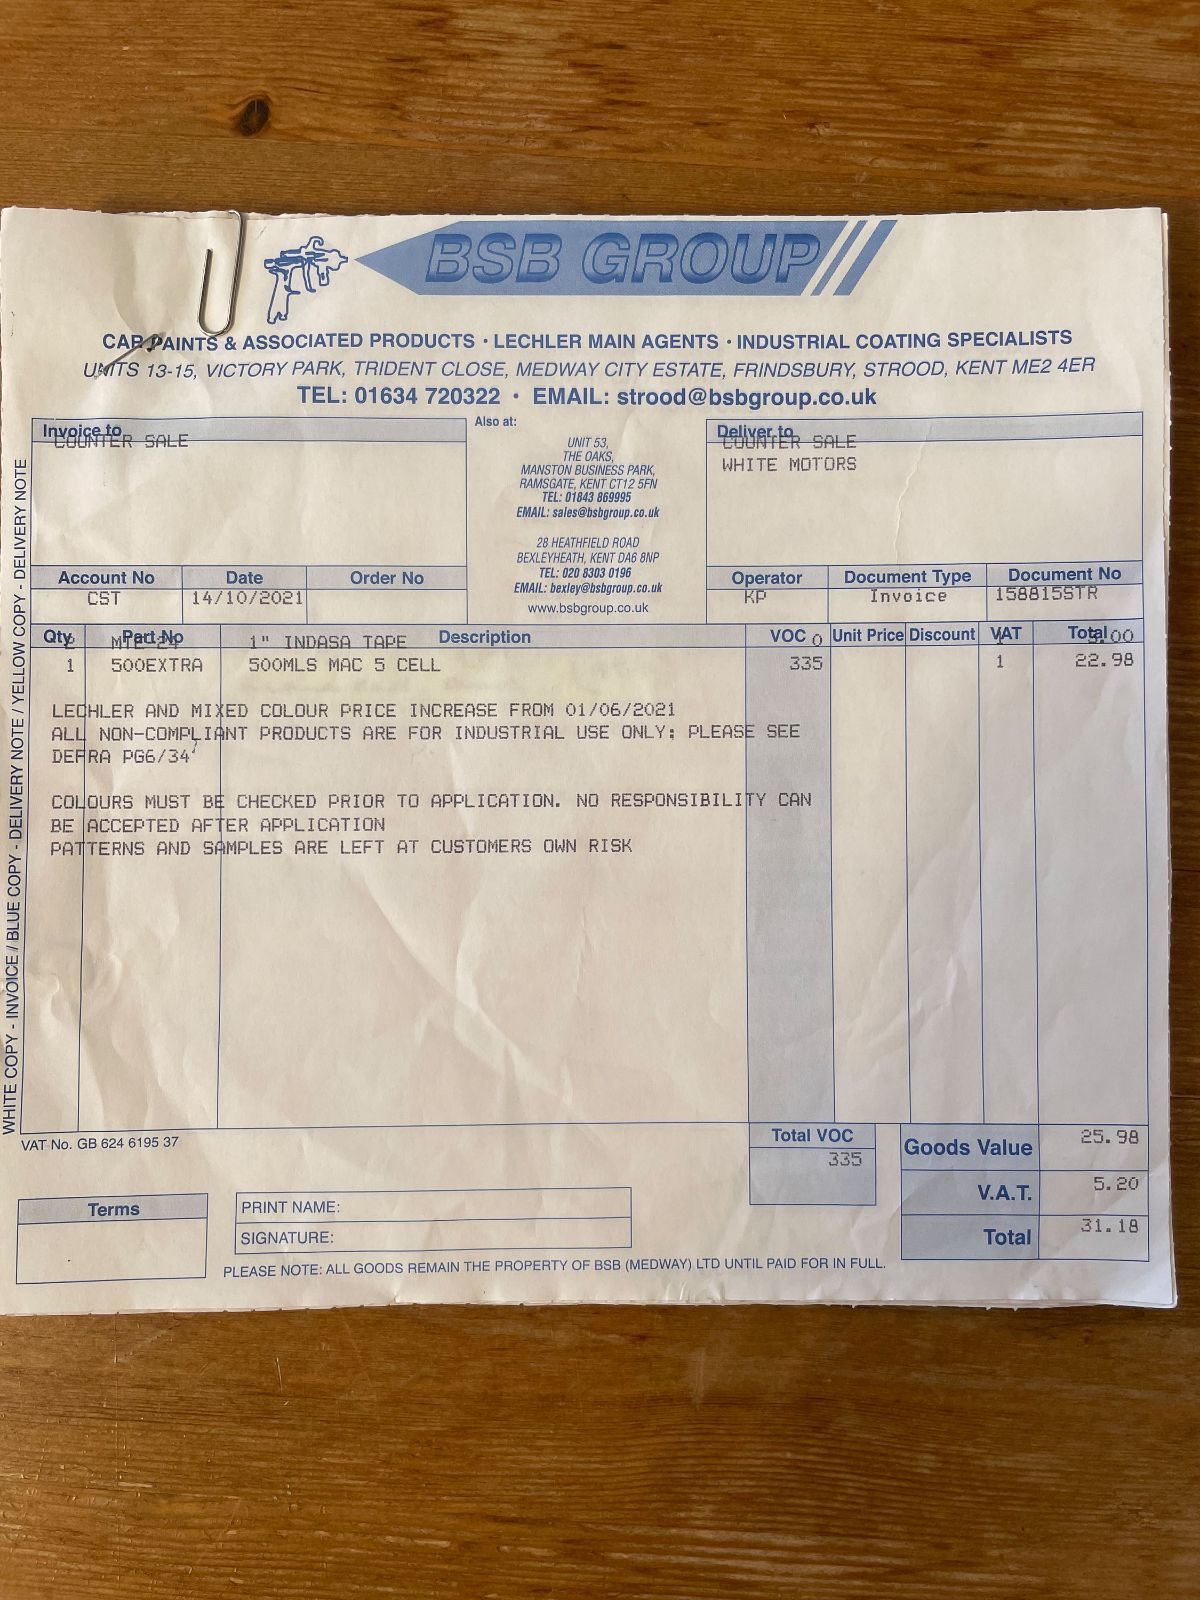 BSB GROUP
CAR PAINTS & ASSOCIATED PRODUCTS · LECHLER MAIN AGENTS · INDUSTRIAL COATING SPECIALISTS
UNITS 13-15, VICTORY PARK, TRIDENT CLOSE, MEDWAY CITY ESTATE, FRINDSBURY, STROOD, KENT ME2 4ER
TEL: 01634 720322 · EMAIL: strood@bsbgroup.co.uk
Invoice to
COUNTER SALE
Also at:
UNIT 53,
THE OAKS,
MANSTON BUSINESS PARK,
RAMSGATE, KENT CT12 5FN
TEL: 01843 869995
EMAIL: sales@bsbgroup.co.uk
28 HEATHFIELD ROAD
BEXLEYHEATH, KENT DA6 8NP
TEL: 020 8303 0196
EMAIL: bexley@bsbgroup.co.uk
www.bsbgroup.co.uk
Deliver to
COUNTER SALE
WHITE MOTORS
Account No Date Order No
CST 14/10/2021
Operator Document Type Document No
KP Invoice 158815STR
Qty Part No Description VOC Unit Price Discount VAT Total
1" INDASA TAPE 0 3.00
1 500EXTRA 500MLS MAC 5 CELL 335 1 22.98
LECHLER AND MIXED COLOUR PRICE INCREASE FROM 01/06/2021
ALL NON-COMPLIANT PRODUCTS ARE FOR INDUSTRIAL USE ONLY: PLEASE SEE
DEFRA PG6/34'
COLOURS MUST BE CHECKED PRIOR TO APPLICATION. NO RESPONSIBILITY CAN
BE ACCEPTED AFTER APPLICATION
PATTERNS AND SAMPLES ARE LEFT AT CUSTOMERS OWN RISK
WHITE COPY - INVOICE / BLUE COPY - DELIVERY NOTE / YELLOW COPY - DELIVERY NOTE
VAT No. GB 624 6195 37
Total VOC
335
Goods Value 25.98
V.A.T. 5.20
Total 31.18
Terms
PRINT NAME:
SIGNATURE:
PLEASE NOTE: ALL GOODS REMAIN THE PROPERTY OF BSB (MEDWAY) LTD UNTIL PAID FOR IN FULL.